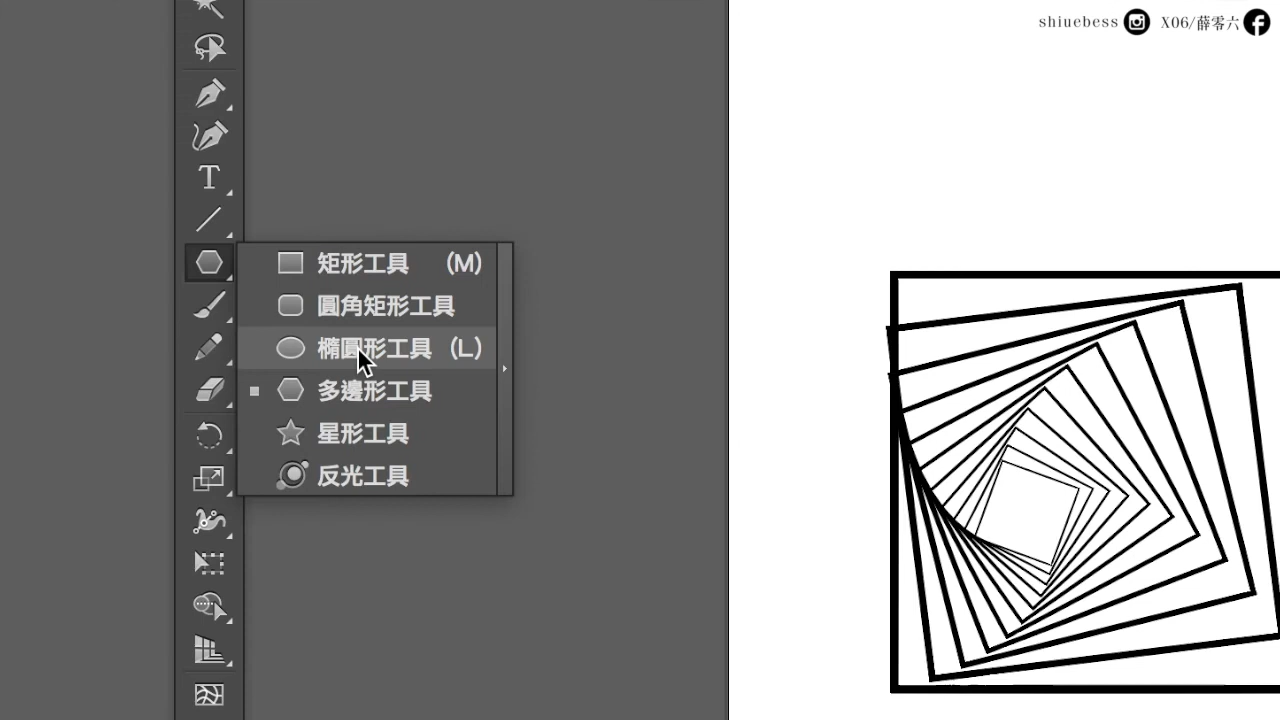 shiuebess X06/薛零六
T
矩形工具 (M)
圓角矩形工具
橢圓形工具 (L)
多邊形工具
星形工具
反光工具